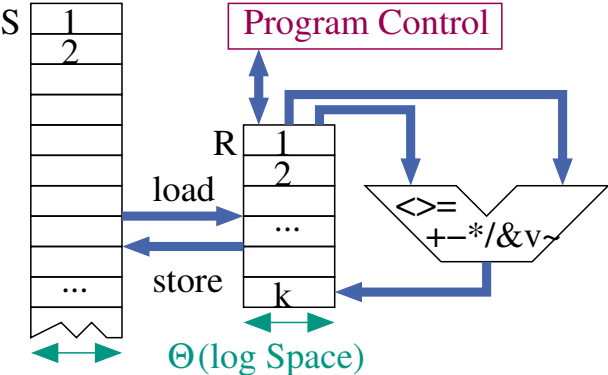 S
1
2
...
Program Control
R
1
2
...
k
load
store
<>=
+−*/&v~
Θ(log Space)